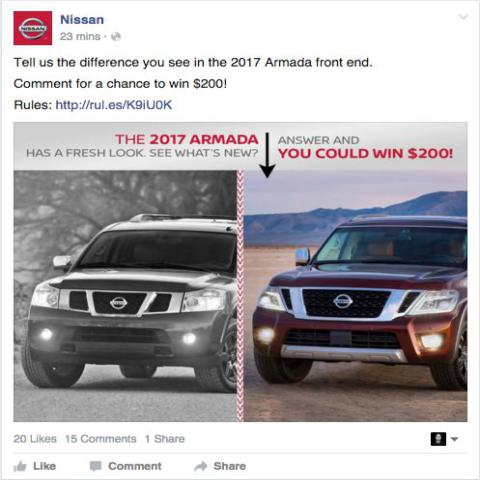 Nissan
23 mins ·
Tell us the difference you see in the 2017 Armada front end.
Comment for a chance to win $200!
Rules: http://rul.es/K9iU0K
THE 2017 ARMADA
HAS A FRESH LOOK. SEE WHAT'S NEW?
ANSWER AND
YOU COULD WIN $200!
20 Likes 15 Comments 1 Share
Like Comment Share